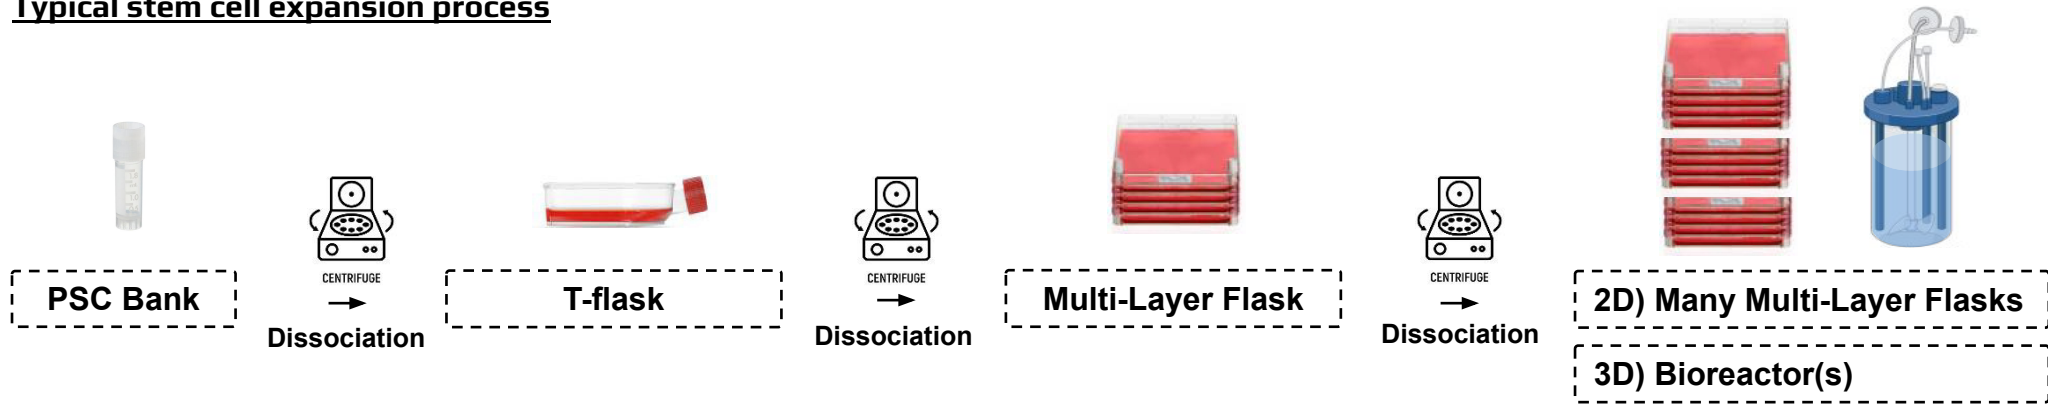 Typical stem cell expansion process
PSC Bank
CENTRIFUGE
Dissociation
T-flask
CENTRIFUGE
Dissociation
Multi-Layer Flask
CENTRIFUGE
Dissociation
2D) Many Multi-Layer Flasks
3D) Bioreactor(s)